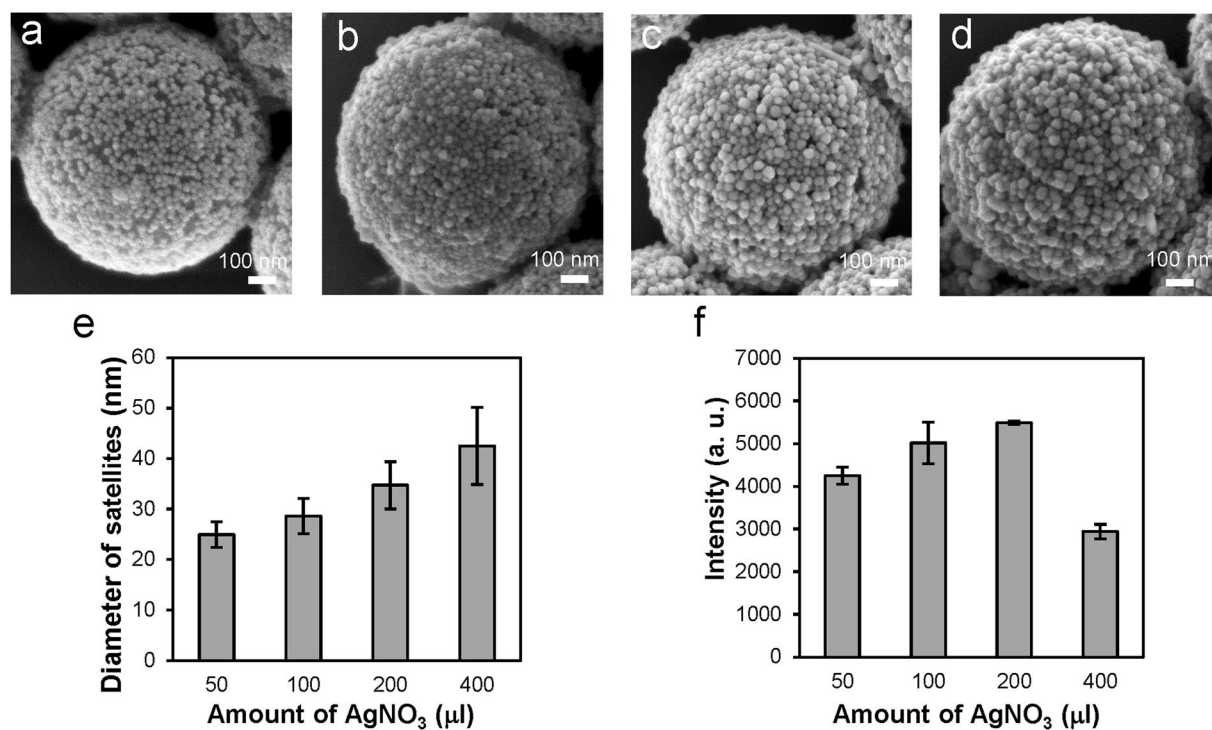 a
b
c
d
100 nm
100 nm
100 nm
100 nm
e
f
Diameter of satellites (nm)
60
50
40
30
20
10
0
50 100 200 400
Amount of AgNO₃ (µl)
Intensity (a. u.)
7000
6000
5000
4000
3000
2000
1000
0
50 100 200 400
Amount of AgNO₃ (µl)